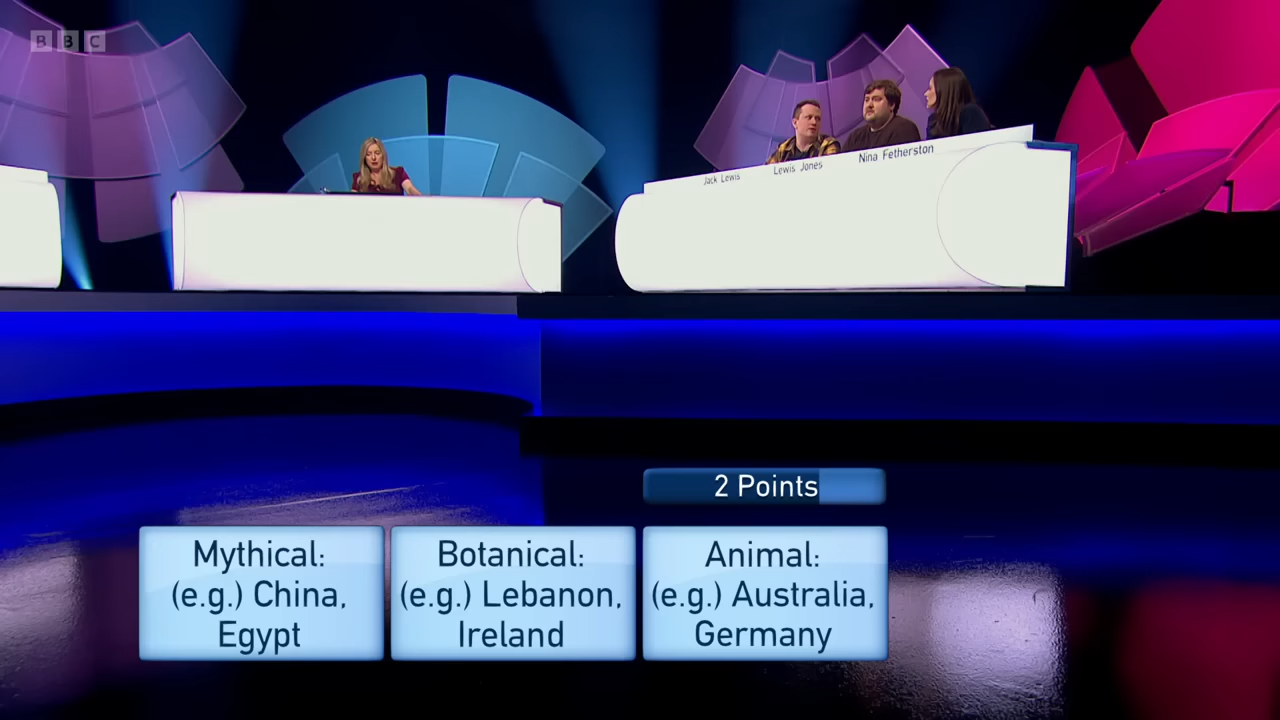 BBC
Jack Lewis
Lewis Jones
Nina Fetherston
2 Points
Mythical:
(e.g.) China,
Egypt
Botanical:
(e.g.) Lebanon,
Ireland
Animal:
(e.g.) Australia,
Germany